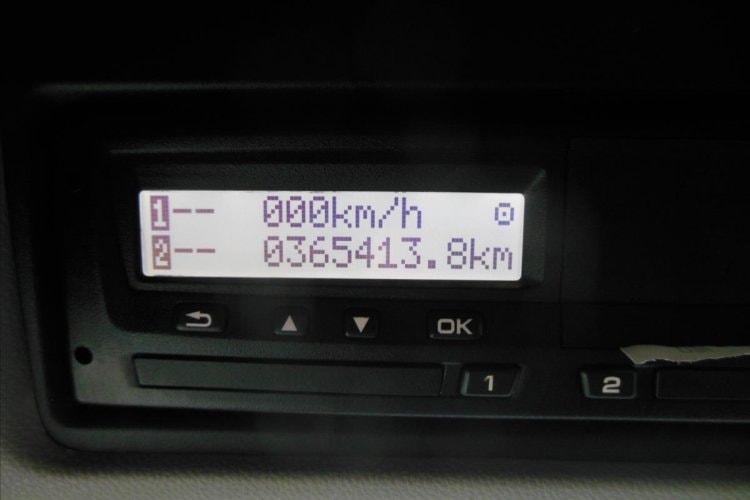 1-- 000km/h ⊙
2-- 0365413.8km
OK
1 2